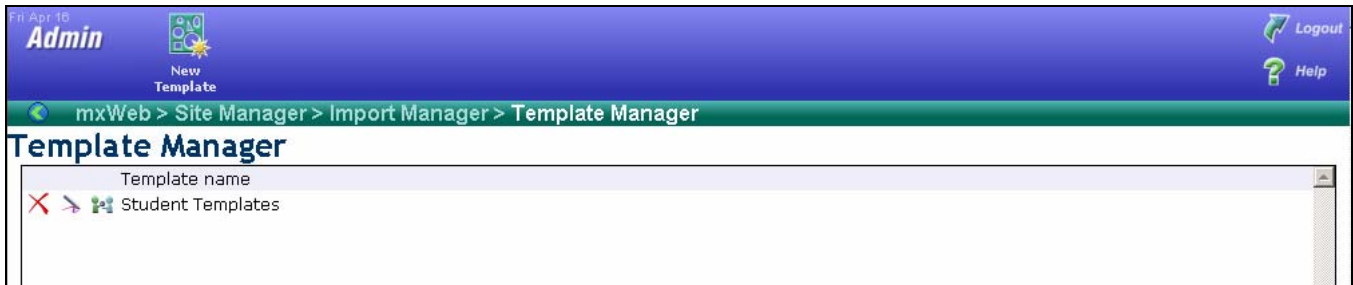 Fri Apr 16
Admin
New
Template
Logout
Help
mxWeb > Site Manager > Import Manager > Template Manager
Template Manager
Template name
Student Templates